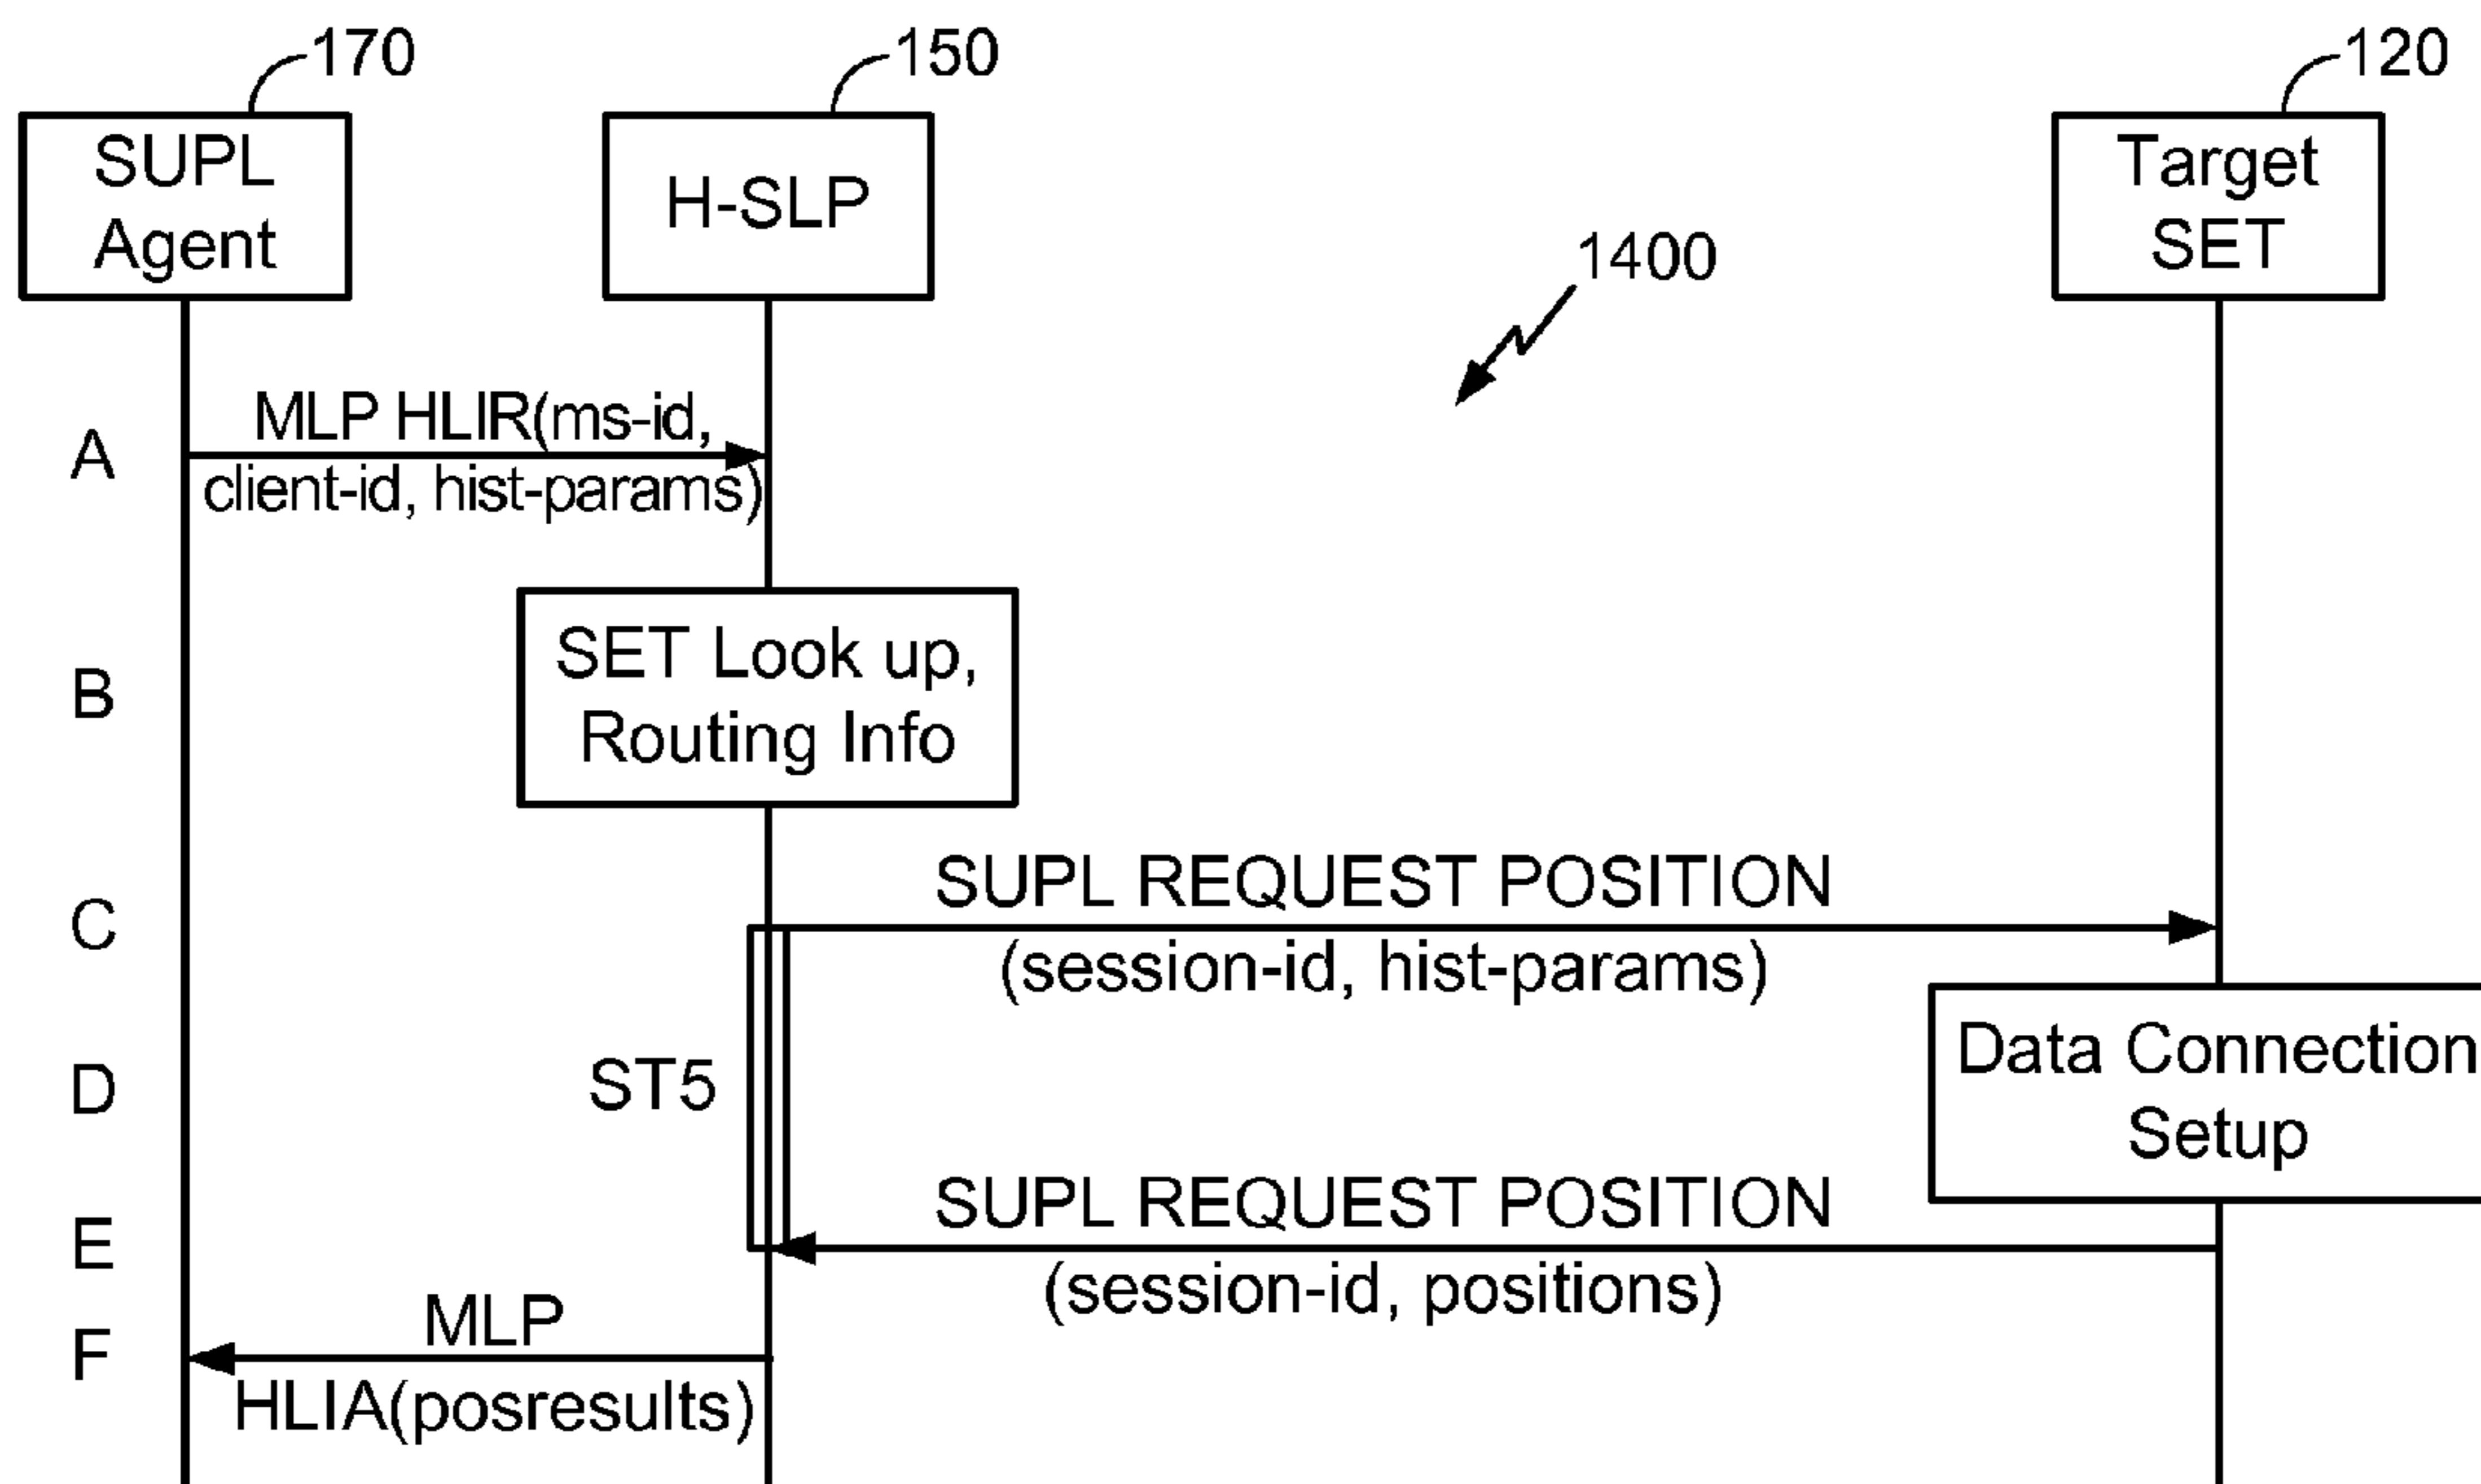 170
150
120
SUPL
Agent
H-SLP
Target
SET
1400
A
MLP HLIR(ms-id,
client-id, hist-params)
B
SET Look up,
Routing Info
C
SUPL REQUEST POSITION
(session-id, hist-params)
D
ST5
Data Connection
Setup
E
SUPL REQUEST POSITION
(session-id, positions)
F
MLP
HLIA(posresults)